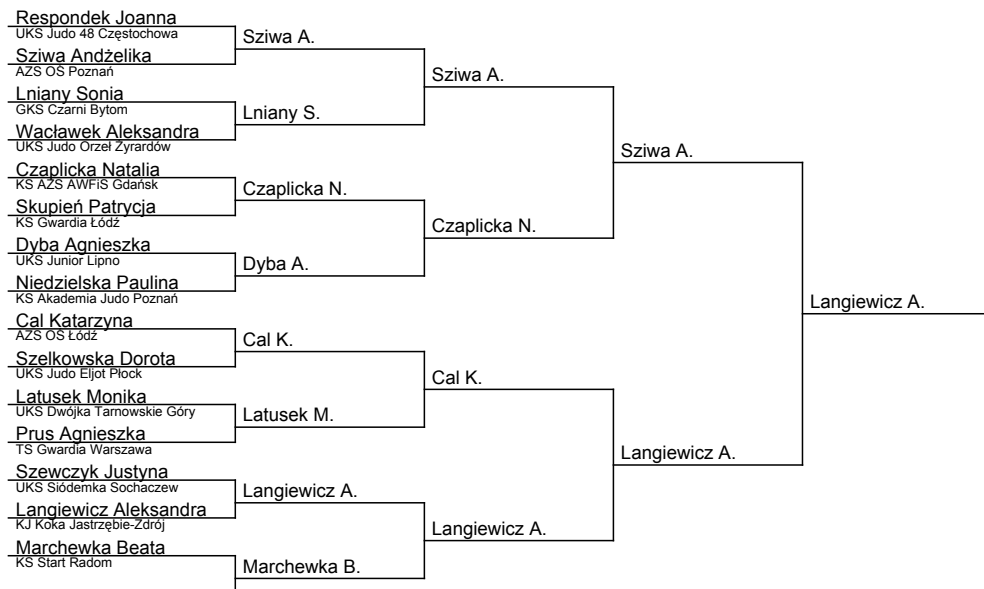 Respondek Joanna
UKS Judo 48 Częstochowa
Sziwa A.
Sziwa Andżelika
AZS OŚ Poznań
Sziwa A.
Lniany Sonia
GKS Czarni Bytom
Lniany S.
Wacławek Aleksandra
UKS Judo Orzeł Żyrardów
Sziwa A.
Czaplicka Natalia
KS AZS AWFiS Gdańsk
Czaplicka N.
Skupień Patrycja
KS Gwardia Łódź
Czaplicka N.
Dyba Agnieszka
UKS Junior Lipno
Dyba A.
Niedzielska Paulina
KS Akademia Judo Poznań
Langiewicz A.
Cal Katarzyna
AZS OŚ Łódź
Cal K.
Szelkowska Dorota
UKS Judo Eljot Płock
Cal K.
Latusek Monika
UKS Dwójka Tarnowskie Góry
Latusek M.
Prus Agnieszka
TS Gwardia Warszawa
Langiewicz A.
Szewczyk Justyna
UKS Siódemka Sochaczew
Langiewicz A.
Langiewicz Aleksandra
KJ Koka Jastrzębie-Zdrój
Langiewicz A.
Marchewka Beata
KS Start Radom
Marchewka B.